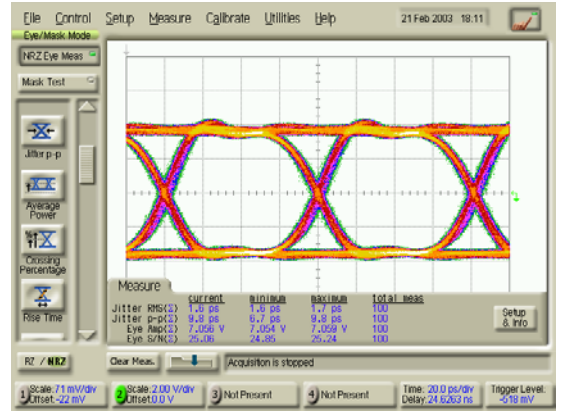 File Control Setup Measure Calibrate Utilities Help 21 Feb 2003 18:11
Eye/Mask Mode
NRZ Eye Meas
Mask Test
Jitter p-p
Average
Power
Crossing
Percentage
Rise Time
Measure
current minimum maximum total meas
Jitter RMS(Σ) 1.6 ps 1.6 ps 1.7 ps 100
Jitter p-p(Σ) 9.8 ps 6.7 ps 9.8 ps 100
Eye Amp(Σ) 7.056 V 7.054 V 7.059 V 100
Eye S/N(Σ) 25.06 24.85 25.24 100
Setup
& Info
RZ / NRZ
Clear Meas.
Acquisition is stopped
1 Scale:71 mV/div
Offset:-22 mV
2 Scale:2.00 V/div
Offset:0.0 V
3 Not Present
4 Not Present
Time: 20.0 ps/div
Delay:24.6263 ns
Trigger Level:
-518 mV